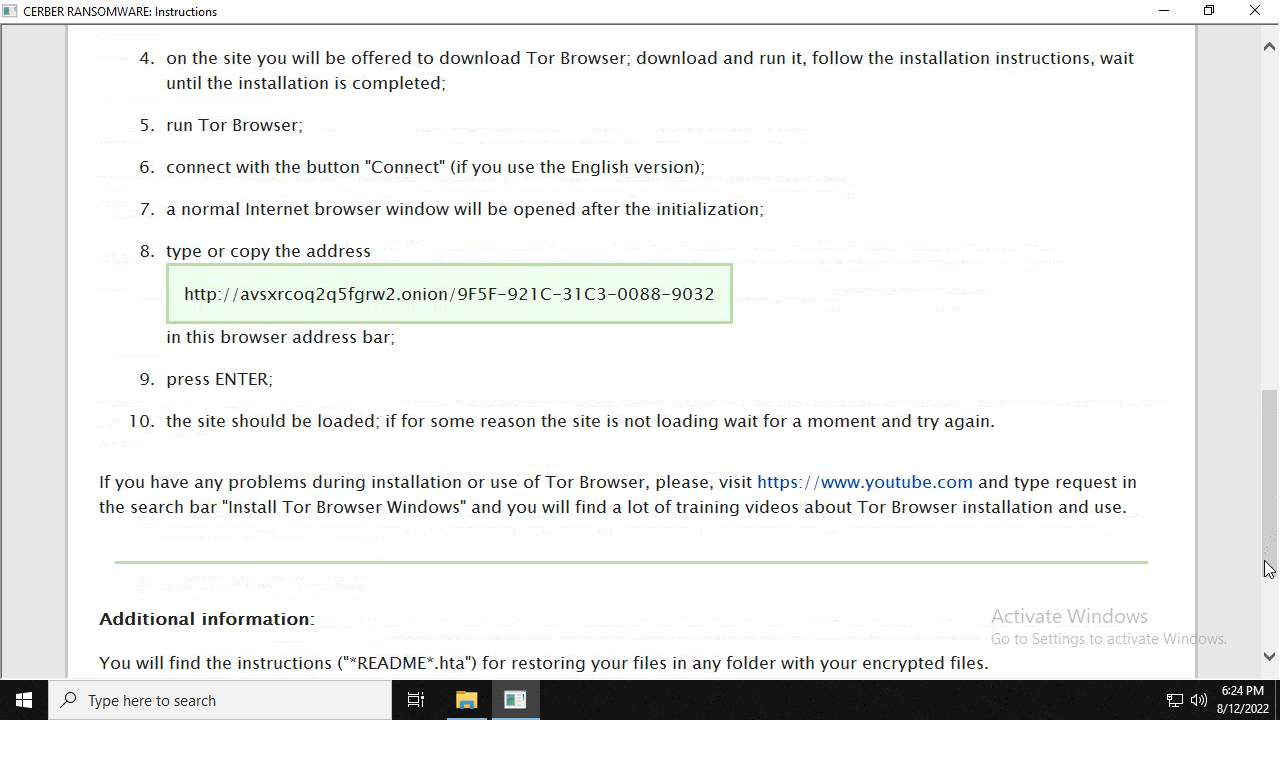 CERBER RANSOMWARE: Instructions
4. on the site you will be offered to download Tor Browser; download and run it, follow the installation instructions, wait
until the installation is completed;
5. run Tor Browser;
6. connect with the button "Connect" (if you use the English version);
7. a normal Internet browser window will be opened after the initialization;
8. type or copy the address
http://avsxrcoq2q5fgrw2.onion/9F5F-921C-31C3-0088-9032
in this browser address bar;
9. press ENTER;
10. the site should be loaded; if for some reason the site is not loading wait for a moment and try again.
If you have any problems during installation or use of Tor Browser, please, visit https://www.youtube.com and type request in
the search bar "Install Tor Browser Windows" and you will find a lot of training videos about Tor Browser installation and use.
Additional information:
Activate Windows
Go to Settings to activate Windows.
You will find the instructions ("*README*.hta") for restoring your files in any folder with your encrypted files.
Type here to search
6:24 PM
8/12/2022